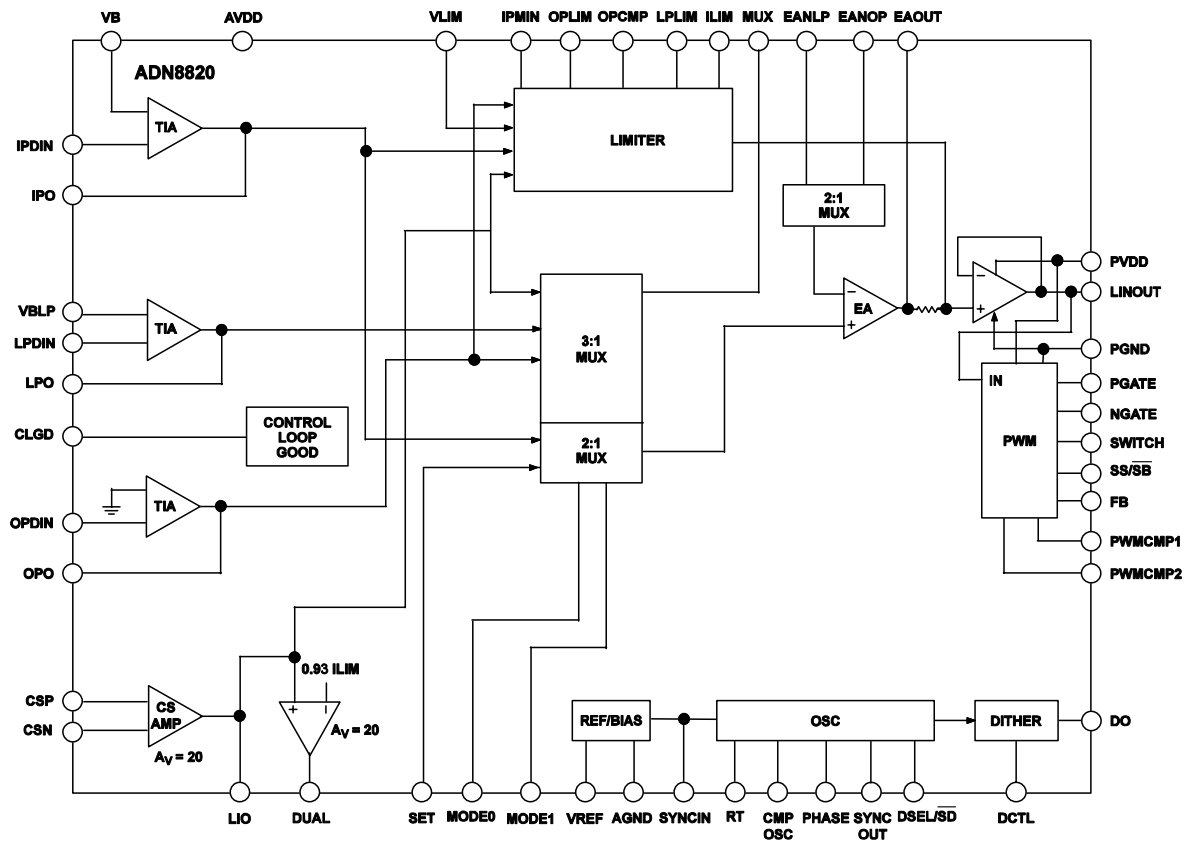 VB
AVDD
VLIM
IPMIN
OPLIM
OPCMP
LPLIM
ILIM
MUX
EANLP
EANOP
EAOUT
ADN8820
TIA
IPDIN
IPO
LIMITER
2:1
MUX
PVDD
LINOUT
VBLP
LPDIN
TIA
LPO
3:1
MUX
−
+
EA
−
+
PGND
PGATE
NGATE
SWITCH
SS/SB
FB
PWMCMP1
PWMCMP2
IN
PWM
CLGD
CONTROL
LOOP
GOOD
2:1
MUX
OPDIN
TIA
OPO
0.93 ILIM
CSP
CSN
CS
AMP
AV = 20
+
−
AV = 20
REF/BIAS
OSC
DITHER
DO
LIO
DUAL
SET
MODE0
MODE1
VREF
AGND
SYNCIN
RT
CMP
OSC
PHASE
SYNC
OUT
DSEL/SD
DCTL